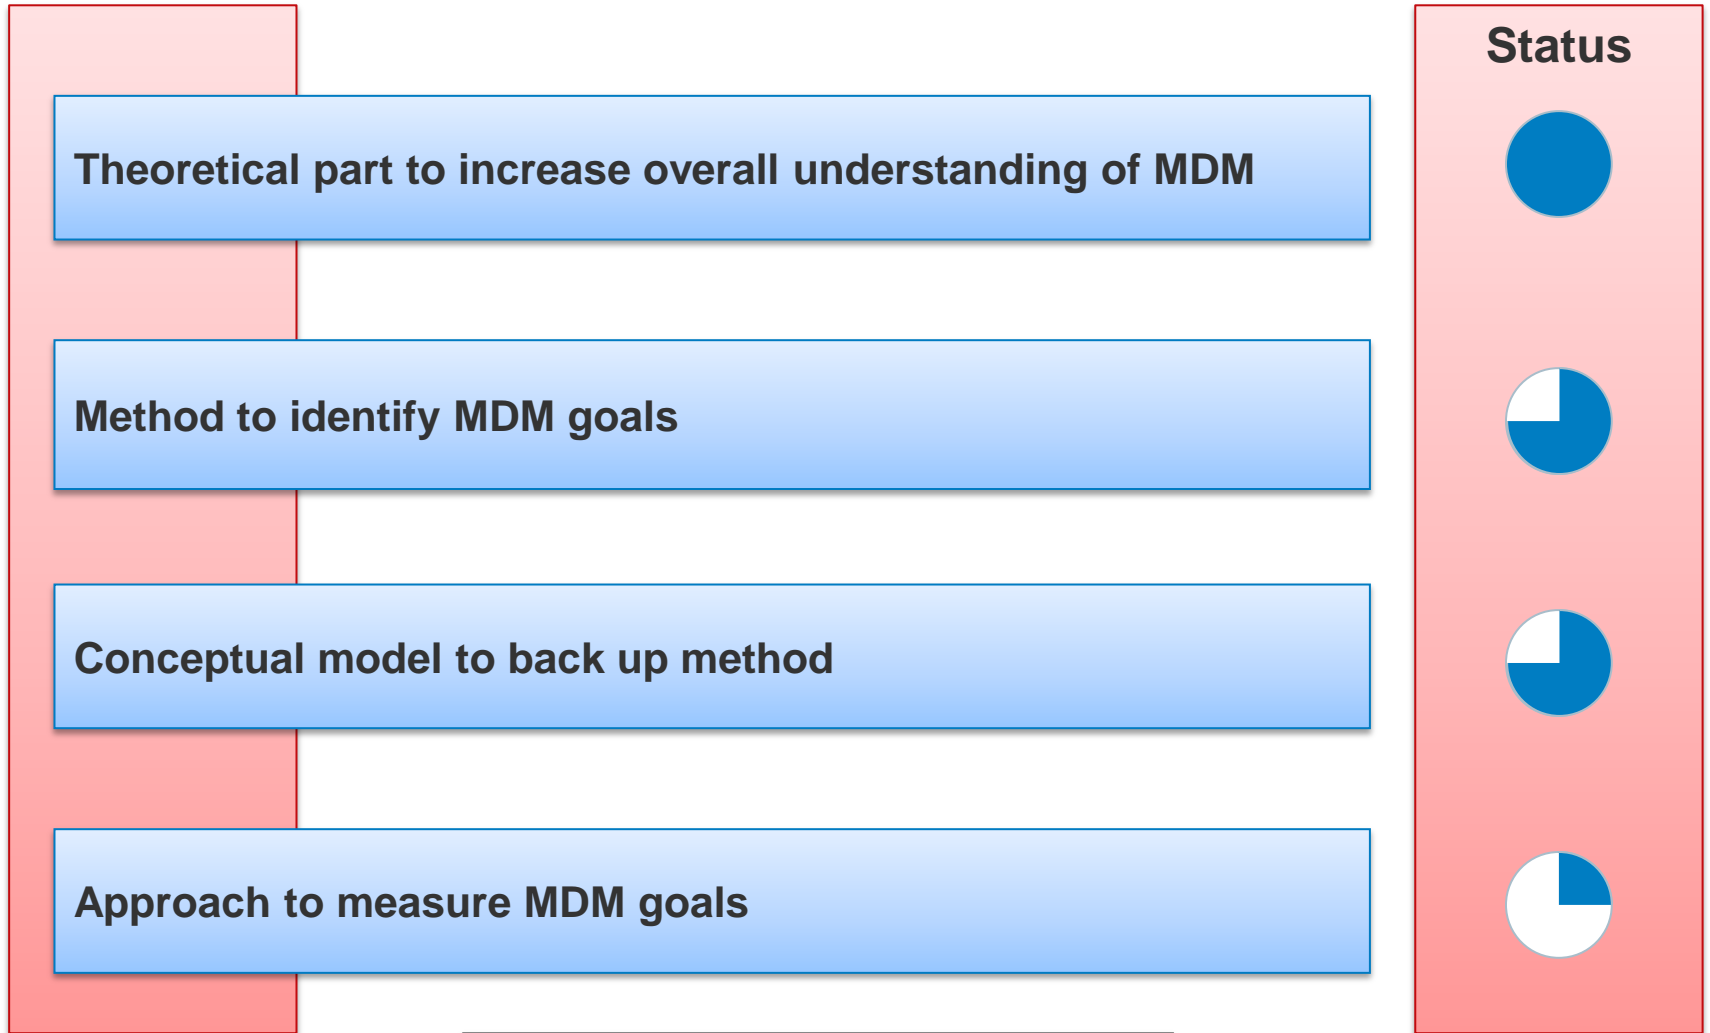 Status
Theoretical part to increase overall understanding of MDM
Method to identify MDM goals
Conceptual model to back up method
Approach to measure MDM goals